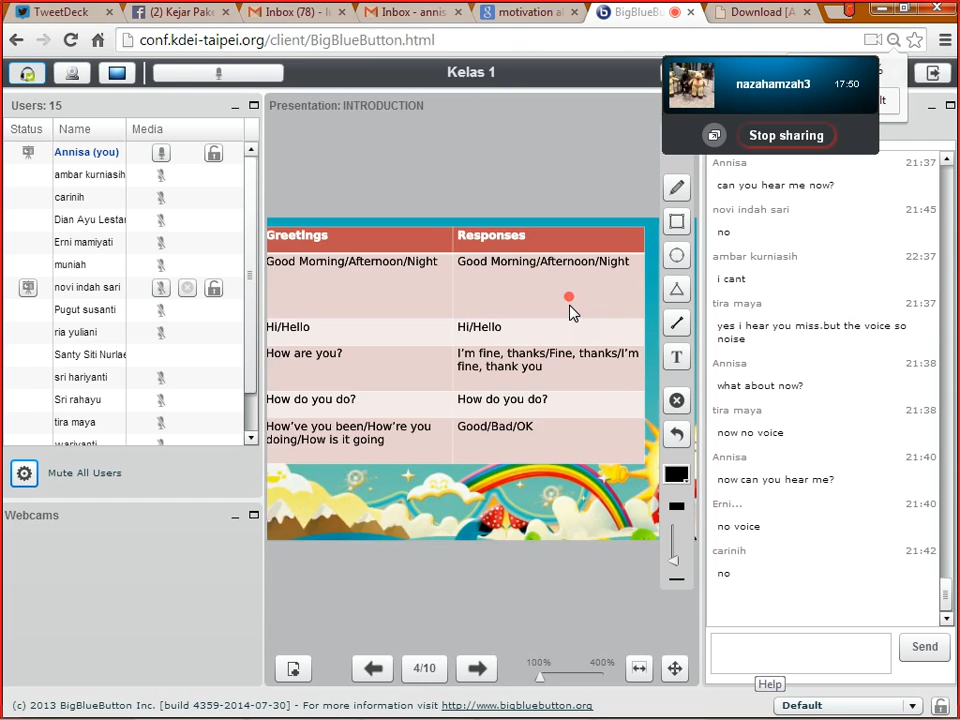 TweetDeck
(2) Kejar Pake
Inbox (78) - l
Inbox - annis
motivation al
BigBlueBu
Download [A
conf.kdei-taipei.org/client/BigBlueButton.html
Kelas 1
nazahamzah3
17:50
Stop sharing
Users: 15
Presentation: INTRODUCTION
Status
Name
Media
Annisa (you)
ambar kurniasih
carinih
Dian Ayu Lestar
Erni mamiyati
muniah
novi indah sari
Pugut susanti
ria yuliani
Santy Siti Nurlae
sri hariyanti
Sri rahayu
tira maya
wariyanti
Mute All Users
Webcams
Greetings
Responses
Good Morning/Afternoon/Night
Good Morning/Afternoon/Night
Hi/Hello
Hi/Hello
How are you?
I'm fine, thanks/Fine, thanks/I'm
fine, thank you
How do you do?
How do you do?
How've you been/How're you
doing/How is it going
Good/Bad/OK
T
4/10
100%
400%
Annisa
21:37
can you hear me now?
novi indah sari
21:45
no
ambar kurniasih
22:37
i cant
tira maya
21:37
yes i hear you miss.but the voice so
noise
Annisa
21:38
what about now?
tira maya
21:38
now no voice
Annisa
21:40
now can you hear me?
Erni...
21:40
no voice
carinih
21:42
no
Send
Help
(c) 2013 BigBlueButton Inc. [build 4359-2014-07-30] - For more information visit http://www.bigbluebutton.org
Default